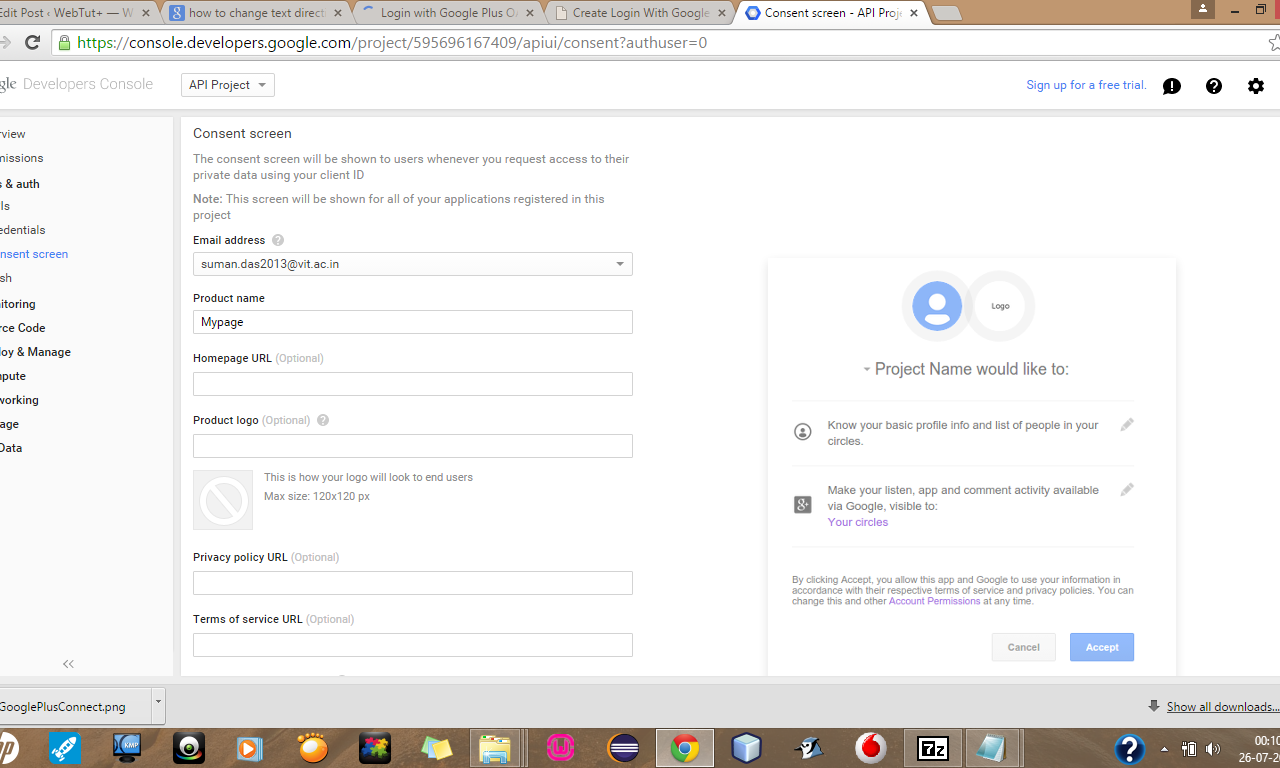 Edit Post ‹ WebTut+ — W
how to change text direct
Login with Google Plus O
Create Login With Google
Consent screen - API Proj
https://console.developers.google.com/project/595696167409/apiui/consent?authuser=0
gle Developers Console
API Project
Sign up for a free trial.
rview
missions
s & auth
ls
edentials
nsent screen
sh
nitoring
rce Code
loy & Manage
npute
working
age
Data
Consent screen
The consent screen will be shown to users whenever you request access to their
private data using your client ID
Note: This screen will be shown for all of your applications registered in this
project
Email address
suman.das2013@vit.ac.in
Product name
Mypage
Homepage URL (Optional)
Product logo (Optional)
This is how your logo will look to end users
Max size: 120x120 px
Privacy policy URL (Optional)
Terms of service URL (Optional)
Logo
Project Name would like to:
Know your basic profile info and list of people in your
circles.
g+
Make your listen, app and comment activity available
via Google, visible to:
Your circles
By clicking Accept, you allow this app and Google to use your information in
accordance with their respective terms of service and privacy policies. You can
change this and other Account Permissions at any time.
Cancel
Accept
GooglePlusConnect.png
Show all downloads...
hp
KMP
7z
00:10
26-07-2